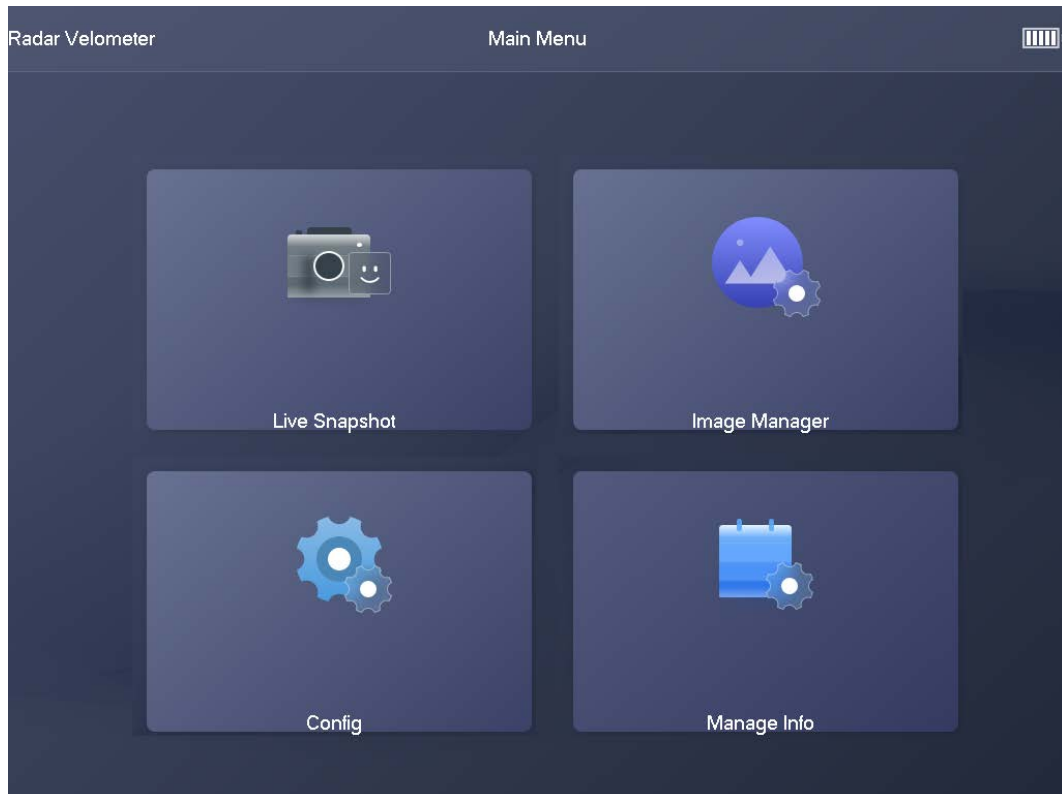 Radar Velometer
Main Menu
Live Snapshot
Image Manager
Config
Manage Info